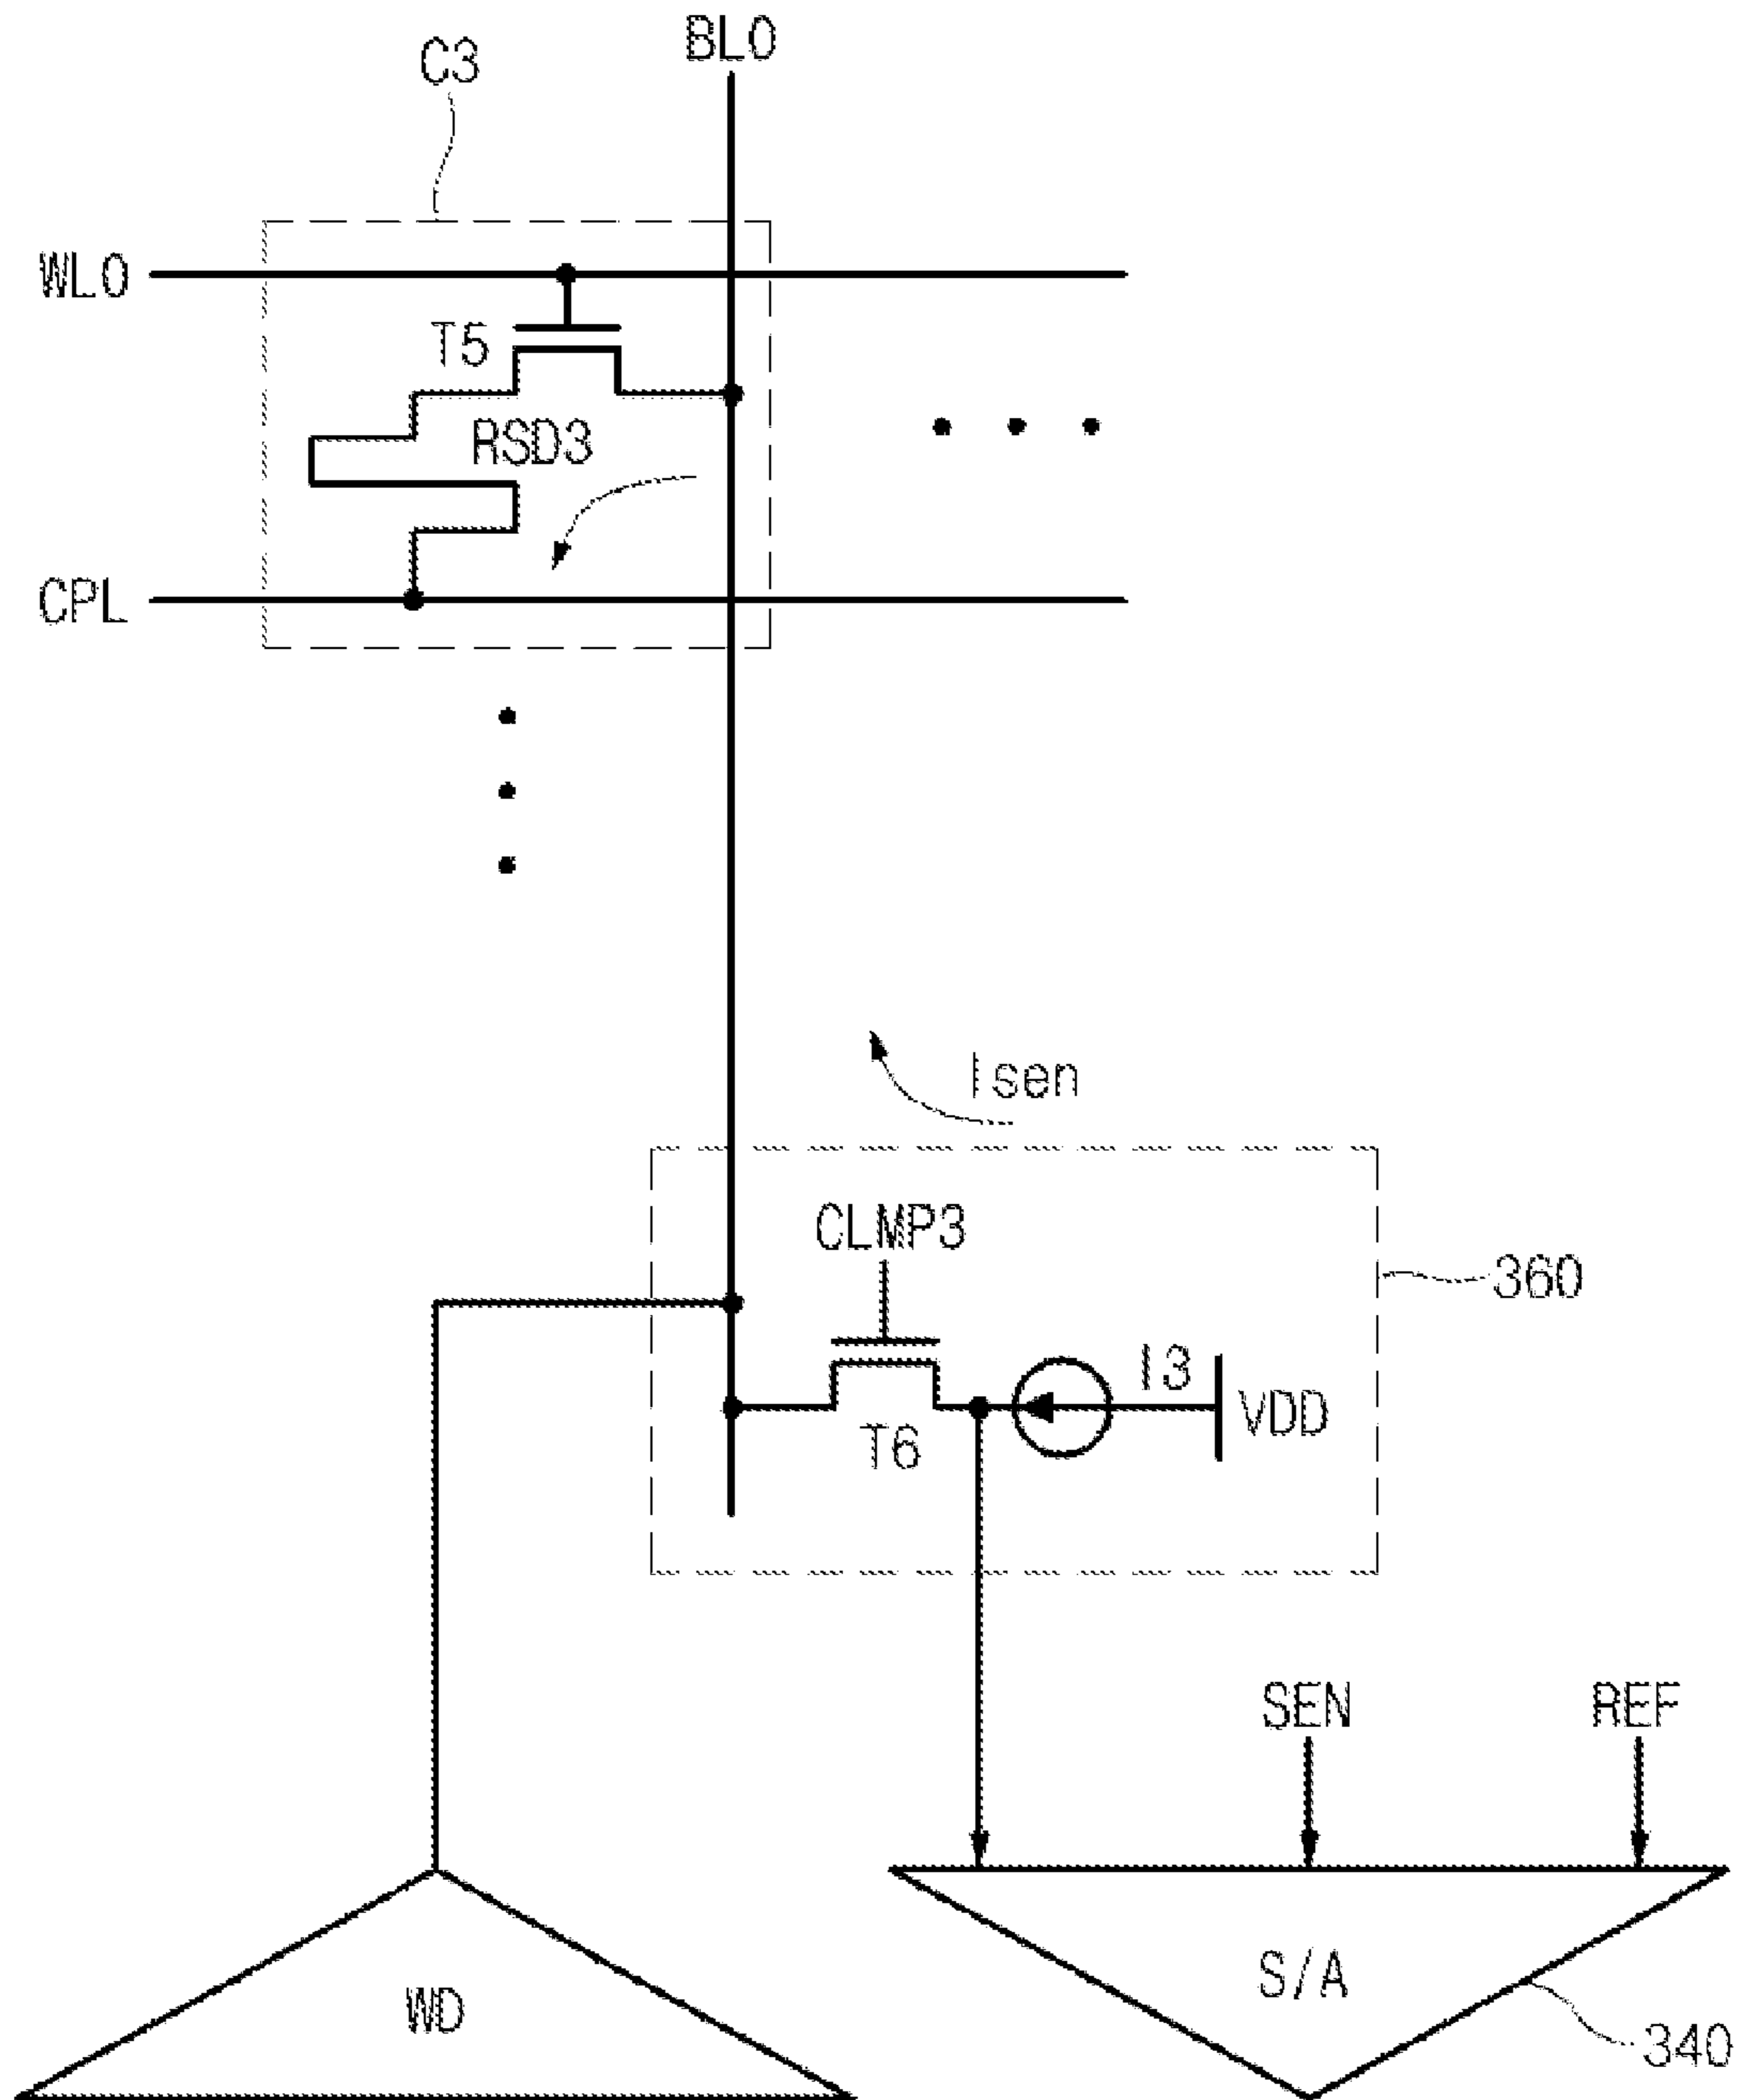 BL0
C3
WL0
T5
RSD3
CPL
Isen
CLMP3
360
I3
VDD
T6
SEN
REF
S/A
WD
340